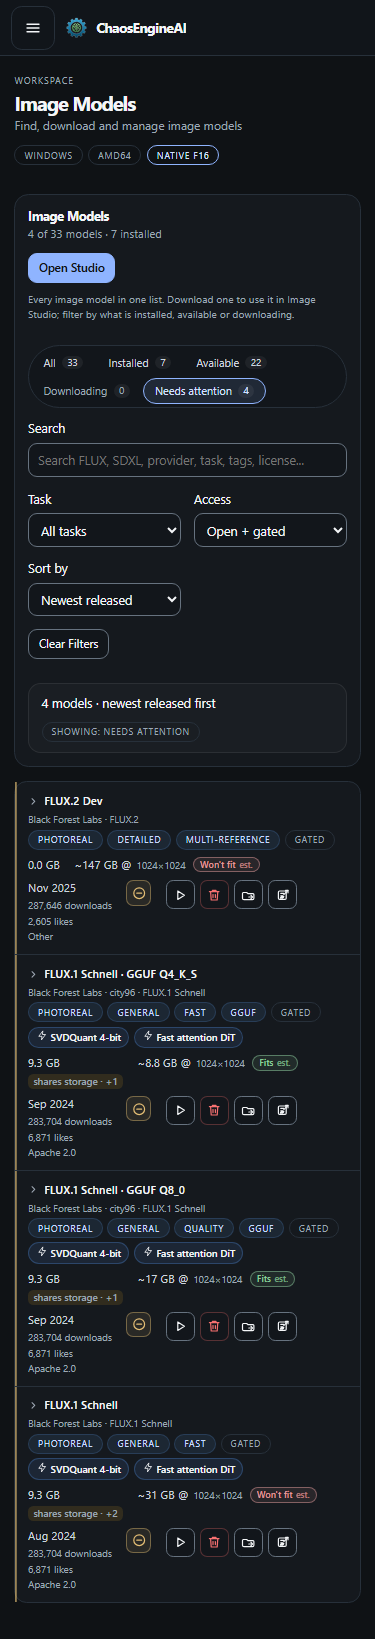 ChaosEngineAI
WORKSPACE
Image Models
Find, download and manage image models
WINDOWS AMD64 NATIVE F16
Image Models
4 of 33 models · 7 installed
Open Studio
Every image model in one list. Download one to use it in Image
Studio; filter by what is installed, available or downloading.
All 33 Installed 7 Available 22
Downloading 0 Needs attention 4
Search
Search FLUX, SDXL, provider, task, tags, license...
Task Access
All tasks Open + gated
Sort by
Newest released
Clear Filters
4 models · newest released first
SHOWING: NEEDS ATTENTION
FLUX.2 Dev
Black Forest Labs · FLUX.2
PHOTOREAL DETAILED MULTI-REFERENCE GATED
0.0 GB ~147 GB @ 1024×1024 Won't fit est.
Nov 2025
287,646 downloads
2,605 likes
Other
FLUX.1 Schnell · GGUF Q4_K_S
Black Forest Labs · city96 · FLUX.1 Schnell
PHOTOREAL GENERAL FAST GGUF GATED
SVDQuant 4-bit Fast attention DiT
9.3 GB ~8.8 GB @ 1024×1024 Fits est.
shares storage · +1
Sep 2024
283,704 downloads
6,871 likes
Apache 2.0
FLUX.1 Schnell · GGUF Q8_0
Black Forest Labs · city96 · FLUX.1 Schnell
PHOTOREAL GENERAL QUALITY GGUF GATED
SVDQuant 4-bit Fast attention DiT
9.3 GB ~17 GB @ 1024×1024 Fits est.
shares storage · +1
Sep 2024
283,704 downloads
6,871 likes
Apache 2.0
FLUX.1 Schnell
Black Forest Labs · FLUX.1 Schnell
PHOTOREAL GENERAL FAST GATED
SVDQuant 4-bit Fast attention DiT
9.3 GB ~31 GB @ 1024×1024 Won't fit est.
shares storage · +2
Aug 2024
283,704 downloads
6,871 likes
Apache 2.0